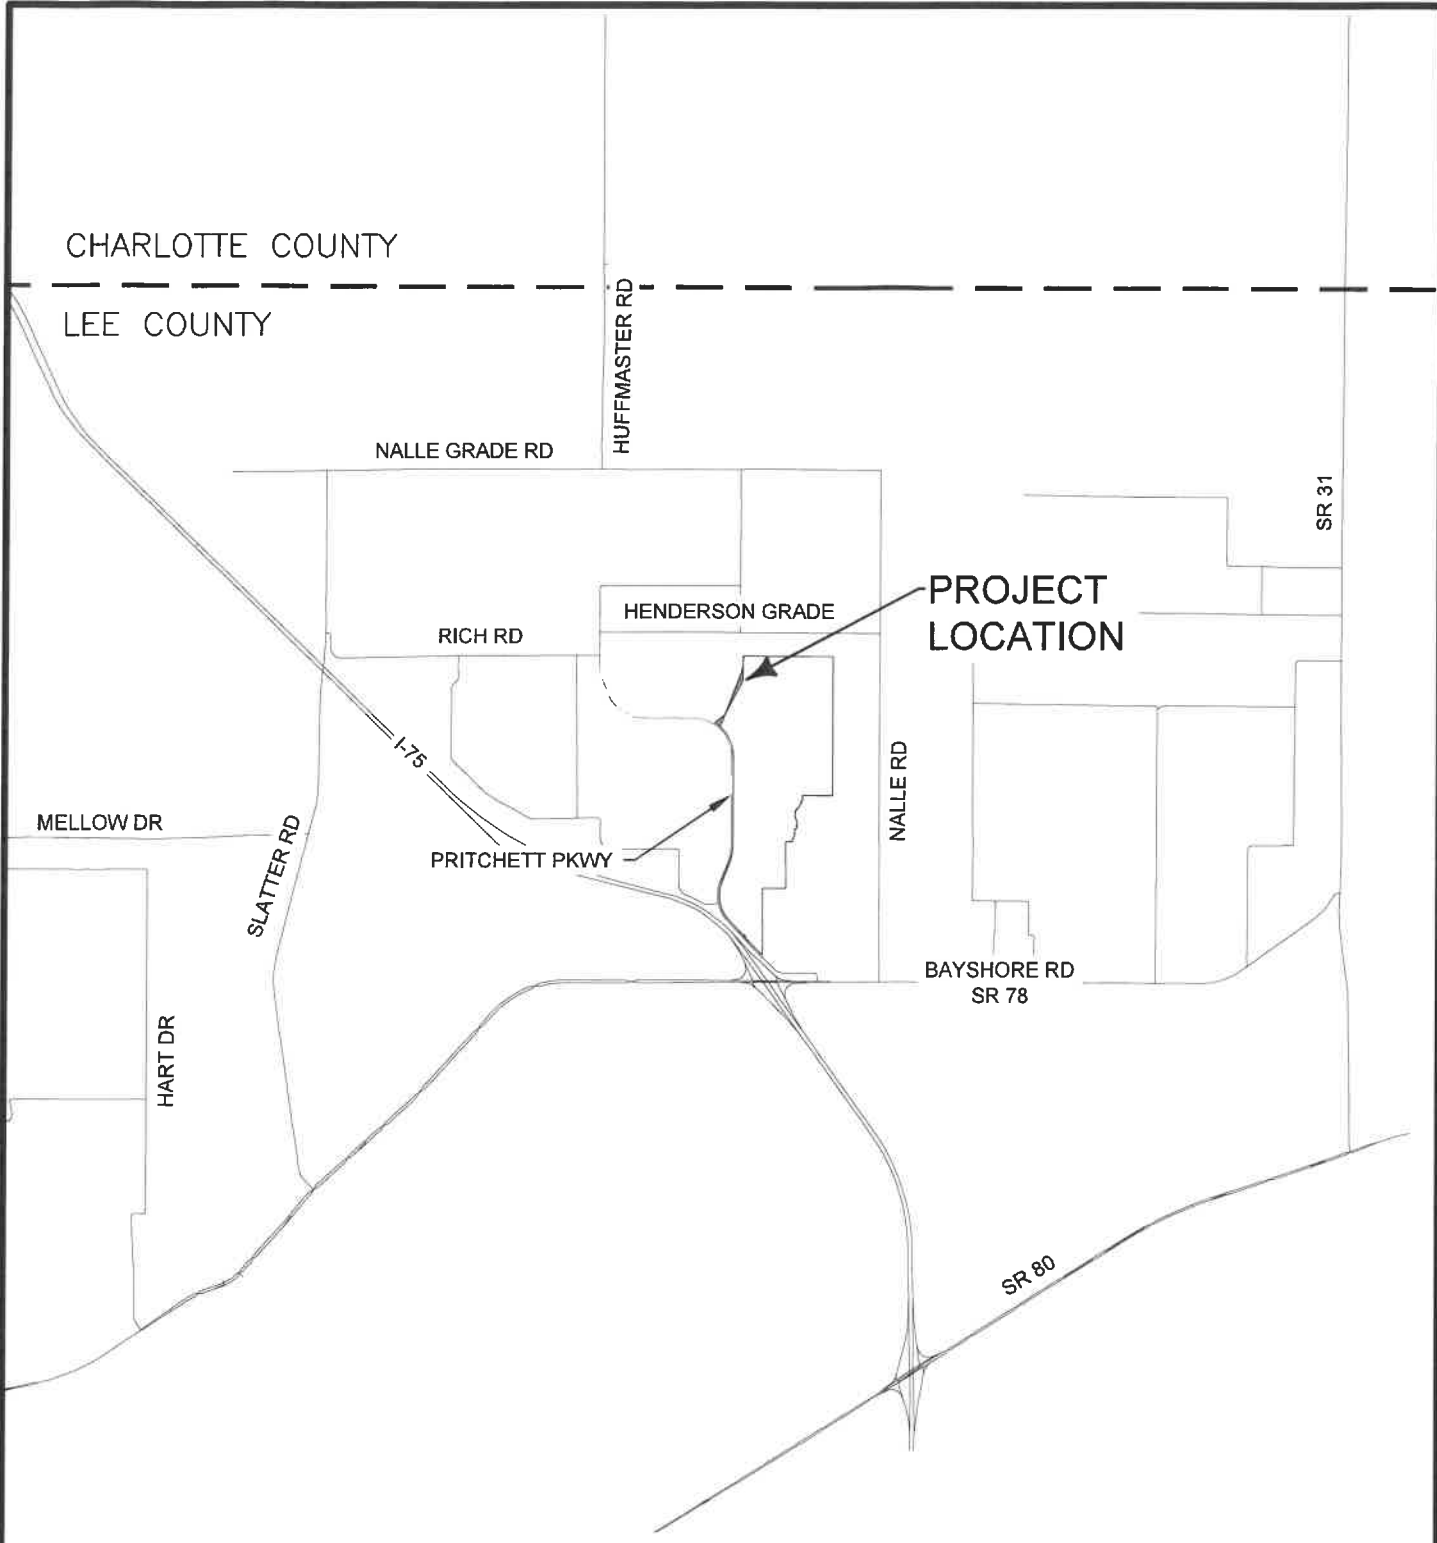 CHARLOTTE COUNTY
LEE COUNTY
HUFFMASTER RD
NALLE GRADE RD
SR 31
PROJECT
LOCATION
HENDERSON GRADE
RICH RD
I-75
NALLE RD
MELLOW DR
SLATTER RD
PRITCHETT PKWY
BAYSHORE RD
SR 78
HART DR
SR 80